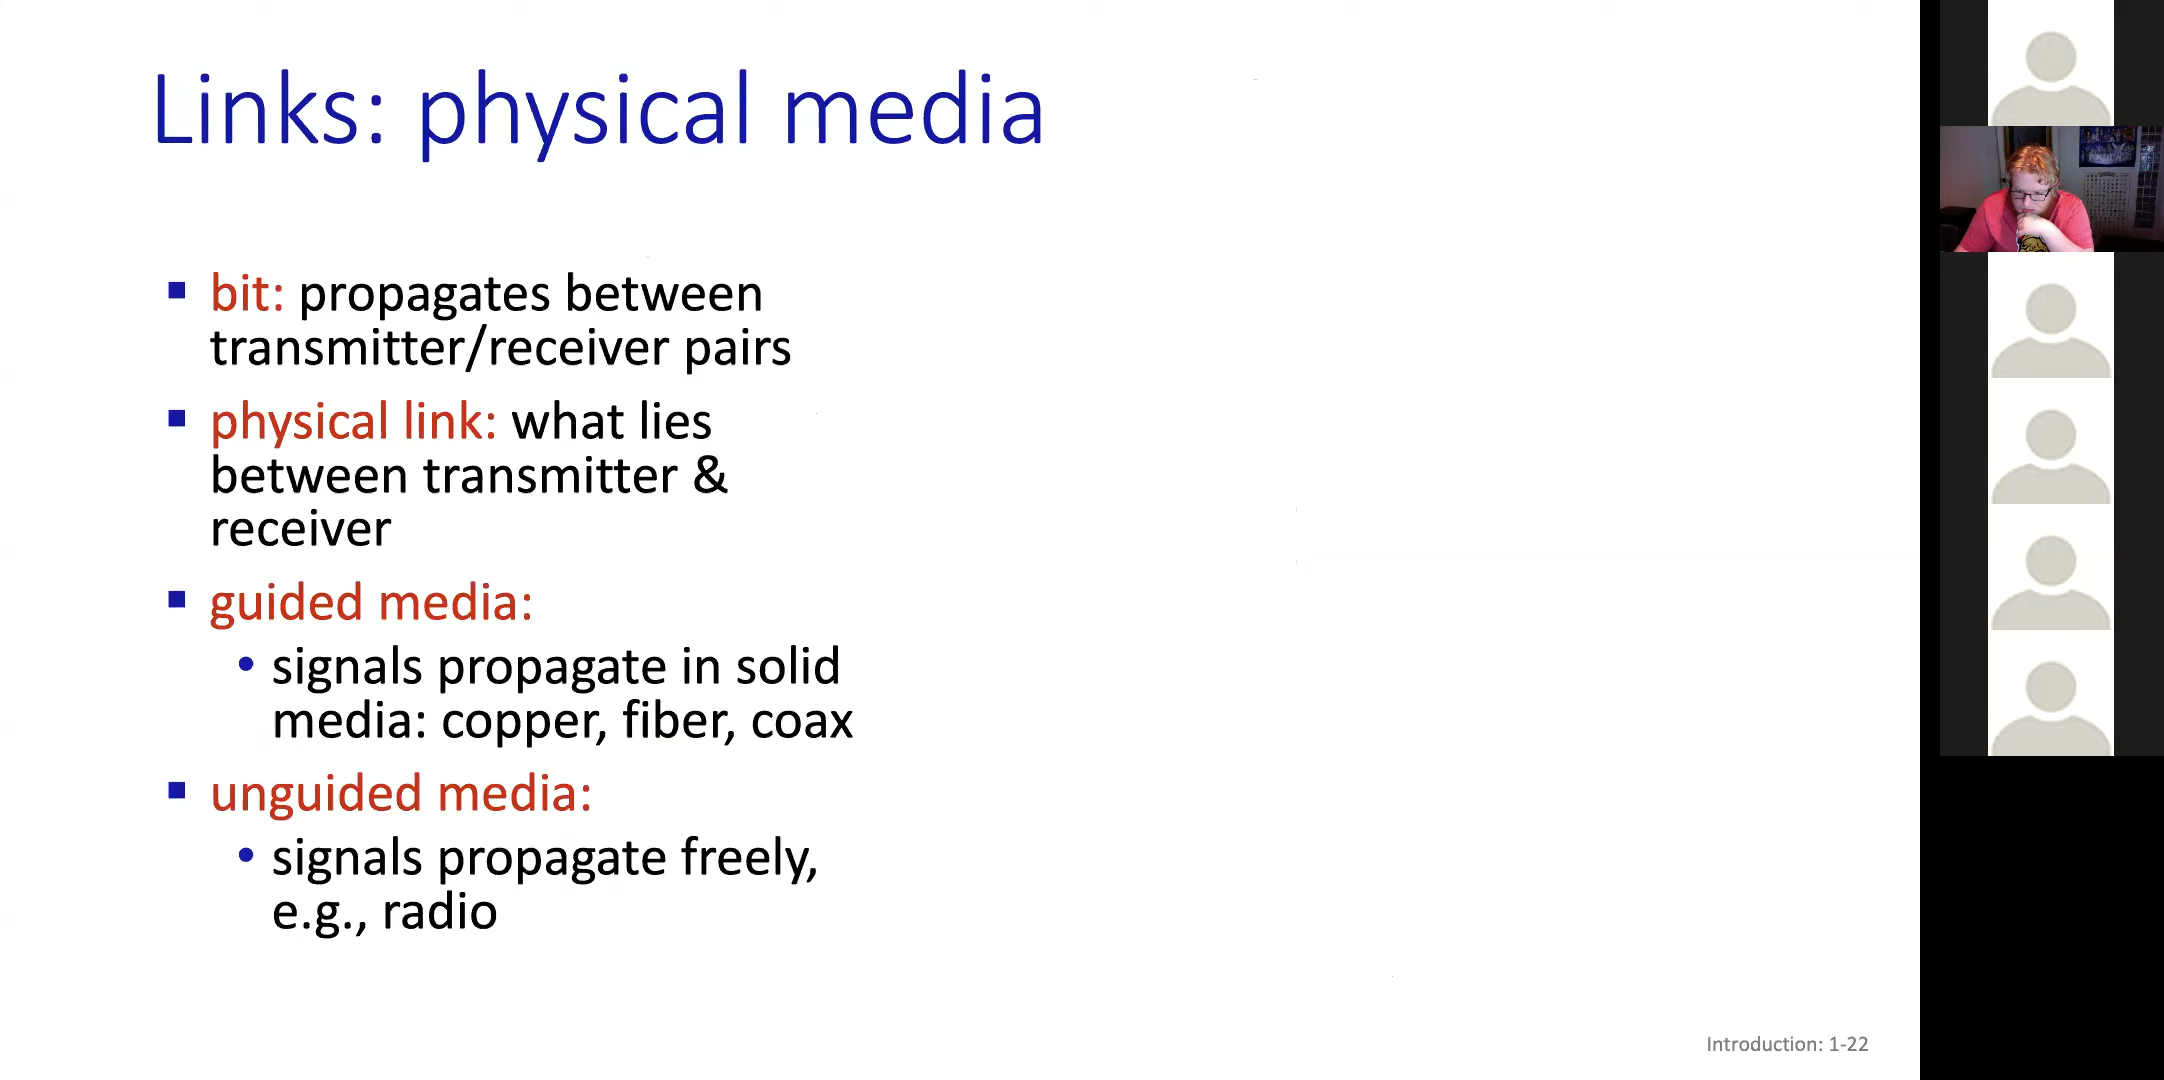 Links: physical media
bit: propagates between
transmitter/receiver pairs
physical link: what lies
between transmitter &
receiver
guided media:
signals propagate in solid
media: copper, fiber, coax
unguided media:
signals propagate freely,
e.g., radio
Introduction: 1-22